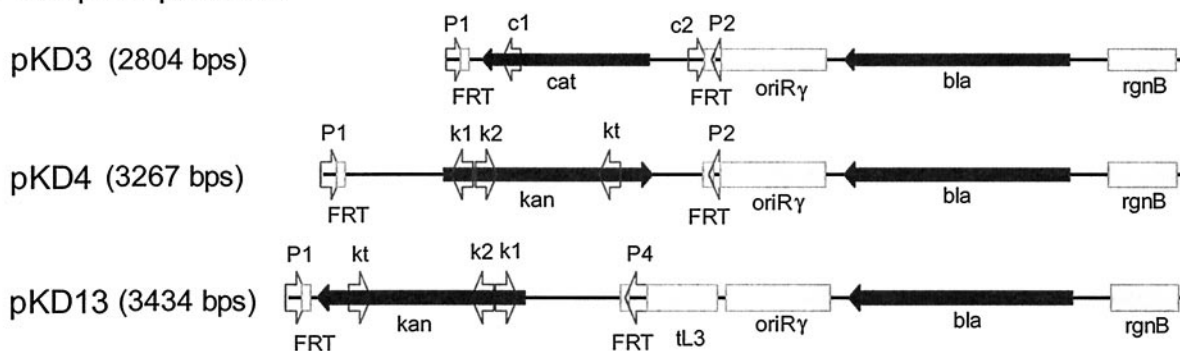 P1 c1 c2 P2
pKD3 (2804 bps)
FRT cat FRT oriRγ bla rgnB
P1 k1 k2 kt P2
pKD4 (3267 bps)
FRT kan FRT oriRγ bla rgnB
P1 kt k2 k1 P4
pKD13 (3434 bps)
FRT kan FRT tL3 oriRγ bla rgnB